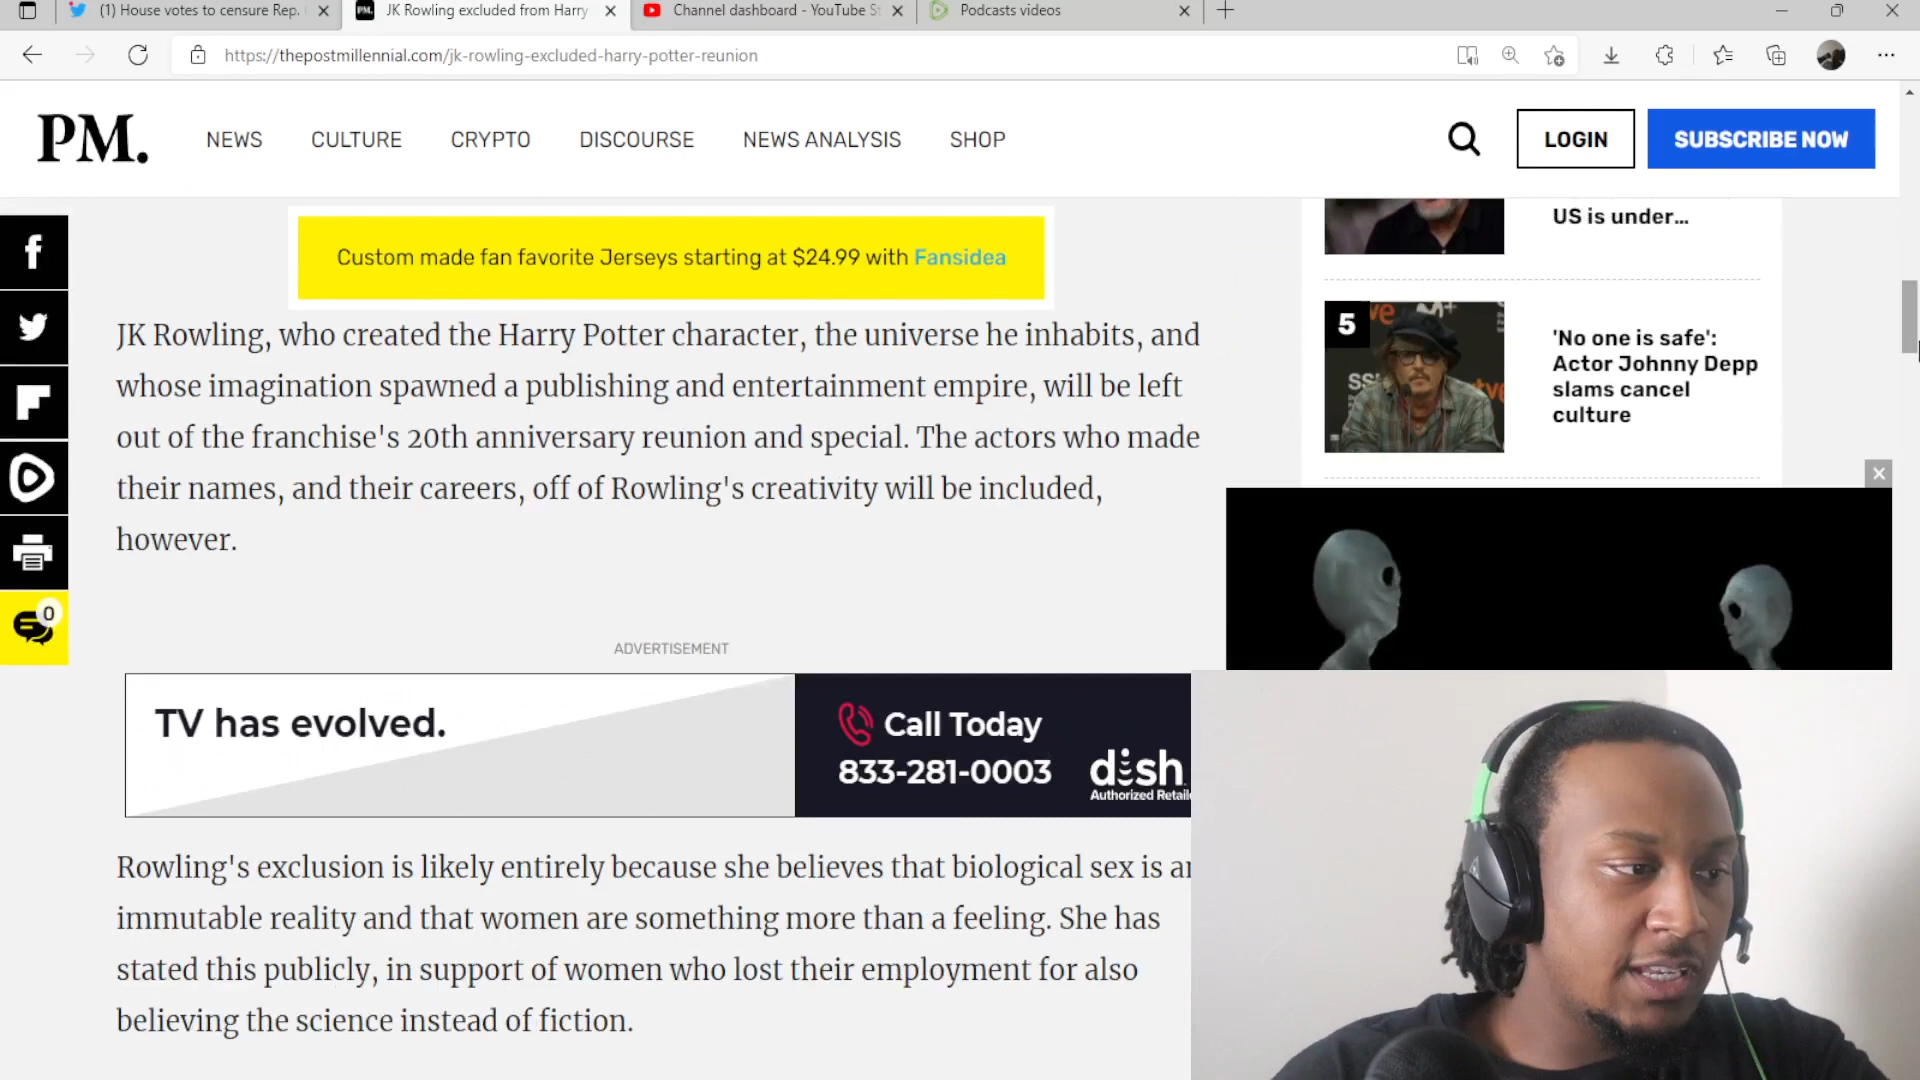 (1) House votes to censure Rep.
JK Rowling excluded from Harry
Channel dashboard - YouTube St
Podcasts videos
https://thepostmillennial.com/jk-rowling-excluded-harry-potter-reunion
PM.
NEWS
CULTURE
CRYPTO
DISCOURSE
NEWS ANALYSIS
SHOP
LOGIN
SUBSCRIBE NOW
Custom made fan favorite Jerseys starting at $24.99 with Fansidea
JK Rowling, who created the Harry Potter character, the universe he inhabits, and
whose imagination spawned a publishing and entertainment empire, will be left
out of the franchise's 20th anniversary reunion and special. The actors who made
their names, and their careers, off of Rowling's creativity will be included,
however.
0
ADVERTISEMENT
TV has evolved.
Call Today
833-281-0003
dish
Authorized Retaile
Rowling's exclusion is likely entirely because she believes that biological sex is an
immutable reality and that women are something more than a feeling. She has
stated this publicly, in support of women who lost their employment for also
believing the science instead of fiction.
US is under...
5
'No one is safe':
Actor Johnny Depp
slams cancel
culture